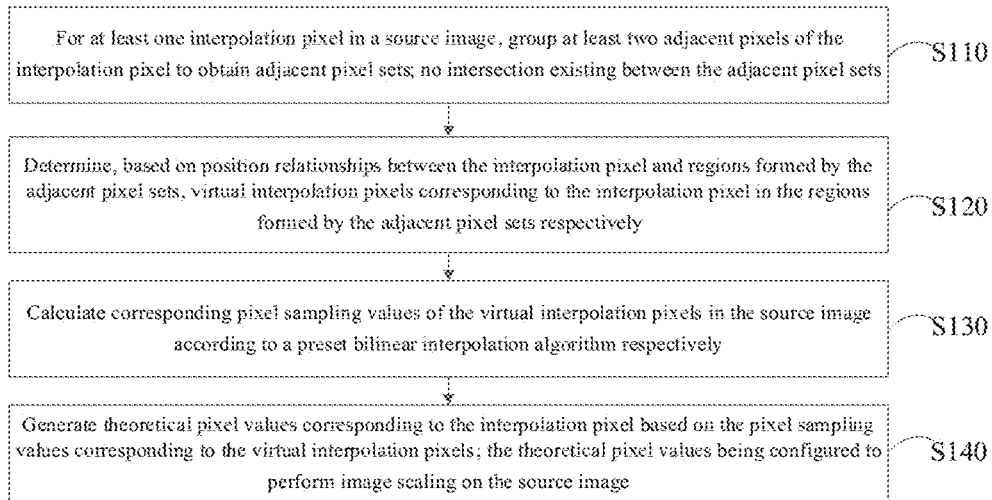 For at least one interpolation pixel in a source image, group at least two adjacent pixels of the
interpolation pixel to obtain adjacent pixel sets; no intersection existing between the adjacent pixel sets
S110
Determine, based on position relationships between the interpolation pixel and regions formed by the
adjacent pixel sets, virtual interpolation pixels corresponding to the interpolation pixel in the regions
formed by the adjacent pixel sets respectively
S120
Calculate corresponding pixel sampling values of the virtual interpolation pixels in the source image
according to a preset bilinear interpolation algorithm respectively
S130
Generate theoretical pixel values corresponding to the interpolation pixel based on the pixel sampling
values corresponding to the virtual interpolation pixels; the theoretical pixel values being configured to
perform image scaling on the source image
S140